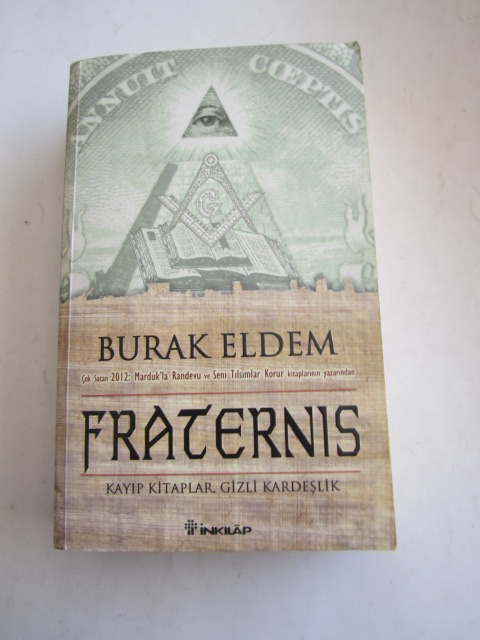 ANNUIT CŒPTIS
G
BURAK ELDEM
Çok Satan 2012: Marduk'la Randevu ve Seni Tılsımlar Korur kitaplarının yazarından
FRATERNIS
KAYIP KİTAPLAR, GİZLİ KARDEŞLİK
İNKILÂP